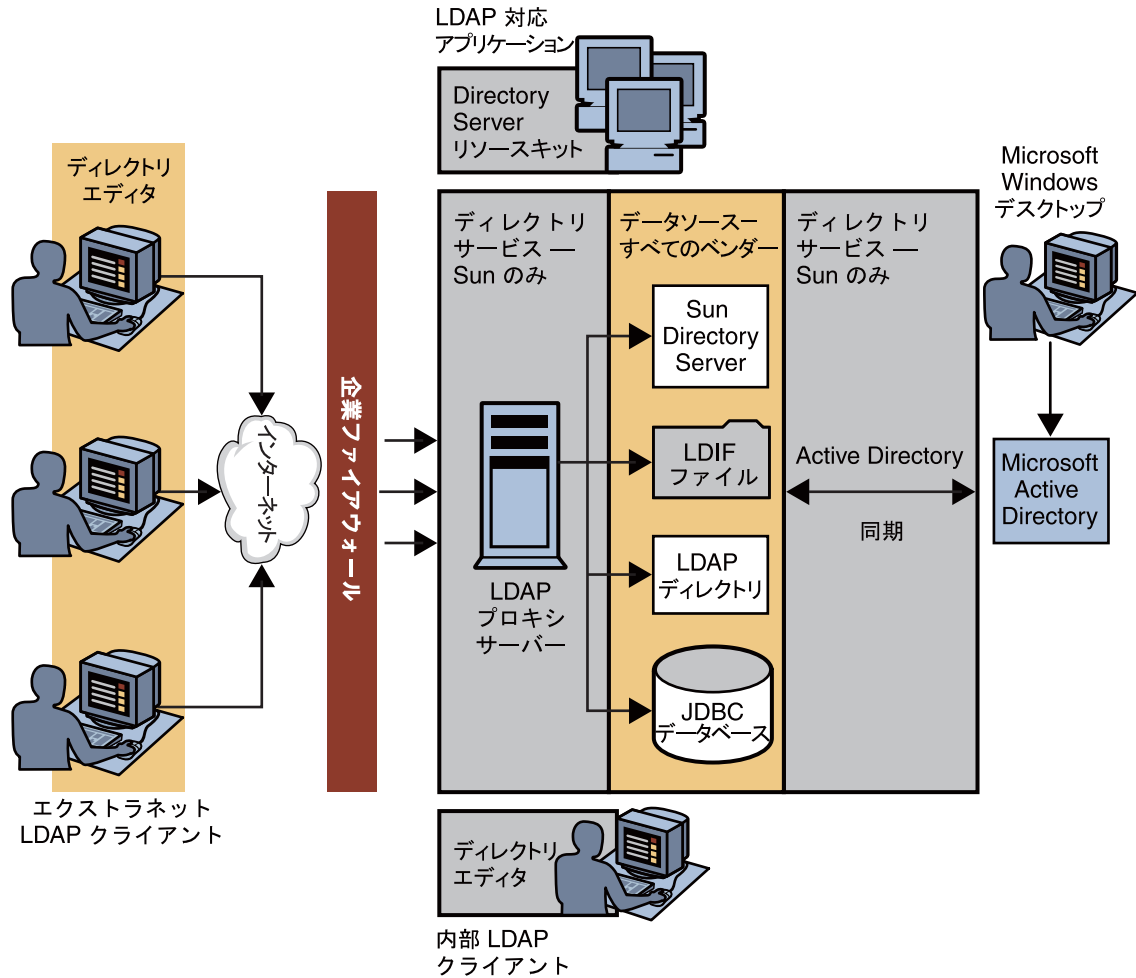 LDAP 対応
アプリケーション
Directory
Server
リソースキット
ディレクトリ
エディタ
Microsoft
Windows
デスクトップ
ディレクトリ
サービス —
Sun のみ
データソース—
すべてのベンダー
ディレクトリ
サービス —
Sun のみ
Sun
Directory
Server
企業ファイアウォール
インターネット
LDIF
ファイル
Active Directory
同期
Microsoft
Active
Directory
LDAP
プロキシ
サーバー
LDAP
ディレクトリ
JDBC
データベース
エクストラネット
LDAP クライアント
ディレクトリ
エディタ
内部 LDAP
クライアント